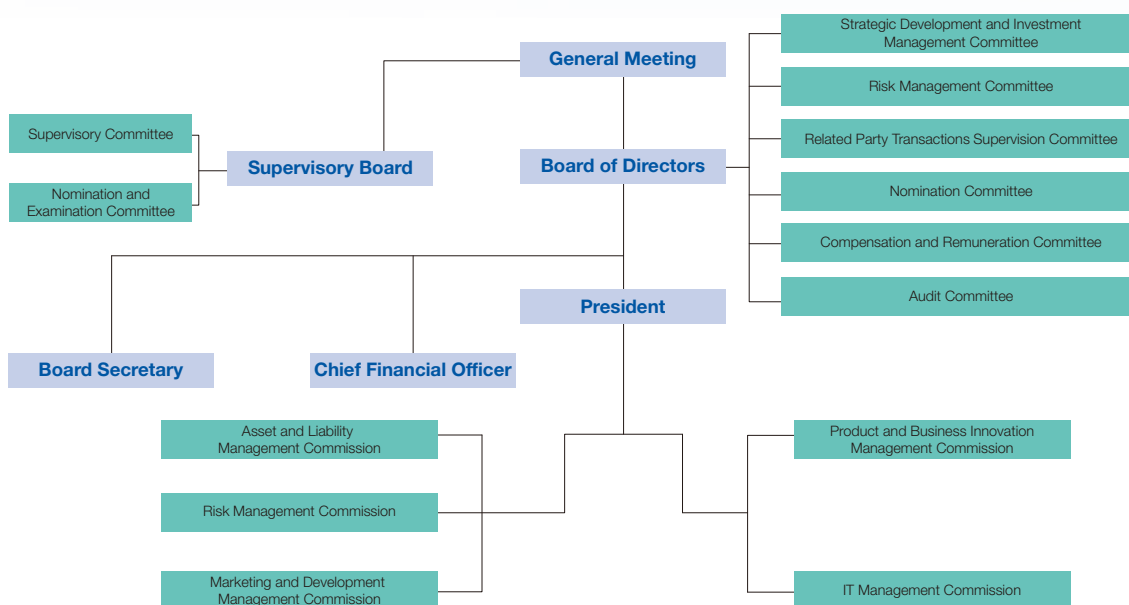 Strategic Development and Investment
Management Committee
General Meeting
Risk Management Committee
Supervisory Committee
Related Party Transactions Supervision Committee
Supervisory Board
Board of Directors
Nomination and
Examination Committee
Nomination Committee
Compensation and Remuneration Committee
Audit Committee
President
Board Secretary
Chief Financial Officer
Asset and Liability
Management Commission
Product and Business Innovation
Management Commission
Risk Management Commission
Marketing and Development
Management Commission
IT Management Commission